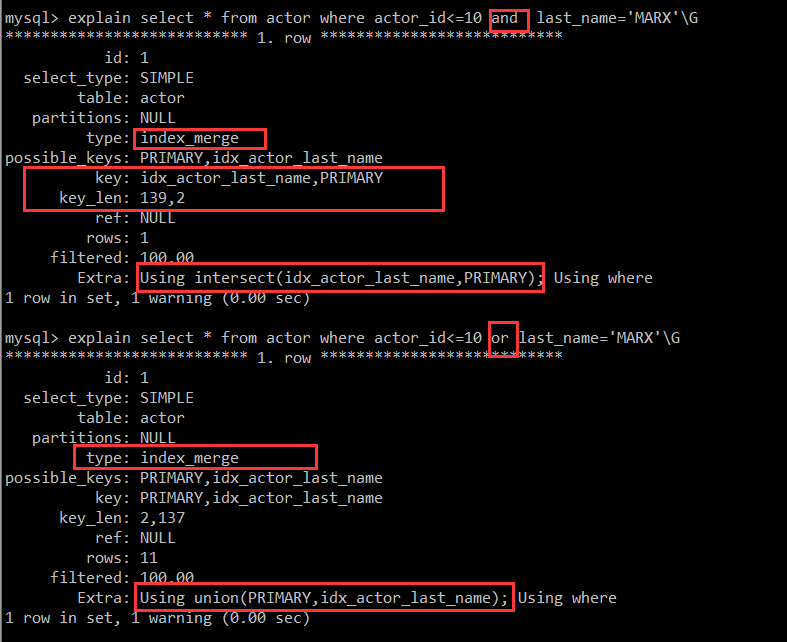 mysql> explain select * from actor where actor_id<=10 and last_name='MARX'\G
*************************** 1. row ***************************
id: 1
select_type: SIMPLE
table: actor
partitions: NULL
type: index_merge
possible_keys: PRIMARY,idx_actor_last_name
key: idx_actor_last_name,PRIMARY
key_len: 139,2
ref: NULL
rows: 1
filtered: 100.00
Extra: Using intersect(idx_actor_last_name,PRIMARY); Using where
1 row in set, 1 warning (0.00 sec)
mysql> explain select * from actor where actor_id<=10 or last_name='MARX'\G
*************************** 1. row ***************************
id: 1
select_type: SIMPLE
table: actor
partitions: NULL
type: index_merge
possible_keys: PRIMARY,idx_actor_last_name
key: PRIMARY,idx_actor_last_name
key_len: 2,137
ref: NULL
rows: 11
filtered: 100.00
Extra: Using union(PRIMARY,idx_actor_last_name); Using where
1 row in set, 1 warning (0.00 sec)